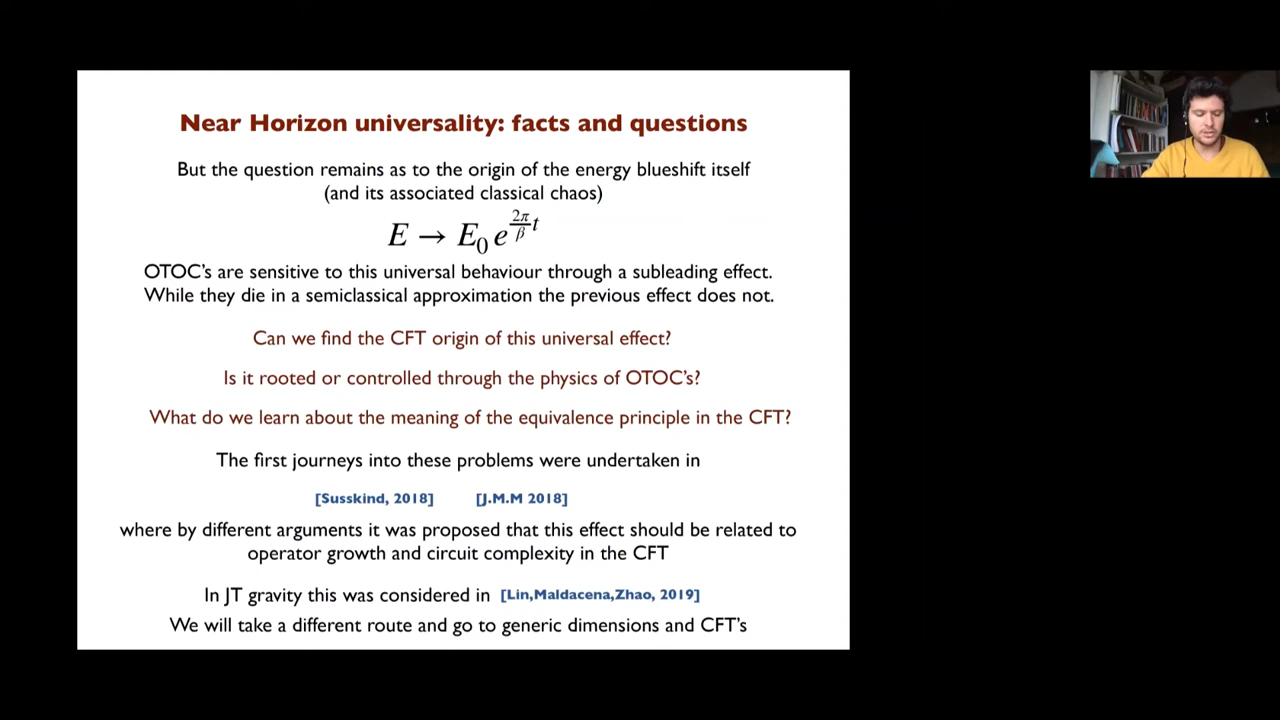 Near Horizon universality: facts and questions
But the question remains as to the origin of the energy blueshift itself
(and its associated classical chaos)
E → E₀ e^{\frac{2π}{β}t}
OTOC's are sensitive to this universal behaviour through a subleading effect.
While they die in a semiclassical approximation the previous effect does not.
Can we find the CFT origin of this universal effect?
Is it rooted or controlled through the physics of OTOC's?
What do we learn about the meaning of the equivalence principle in the CFT?
The first journeys into these problems were undertaken in
[Susskind, 2018] [J.M.M 2018]
where by different arguments it was proposed that this effect should be related to
operator growth and circuit complexity in the CFT
In JT gravity this was considered in [Lin,Maldacena,Zhao, 2019]
We will take a different route and go to generic dimensions and CFT's